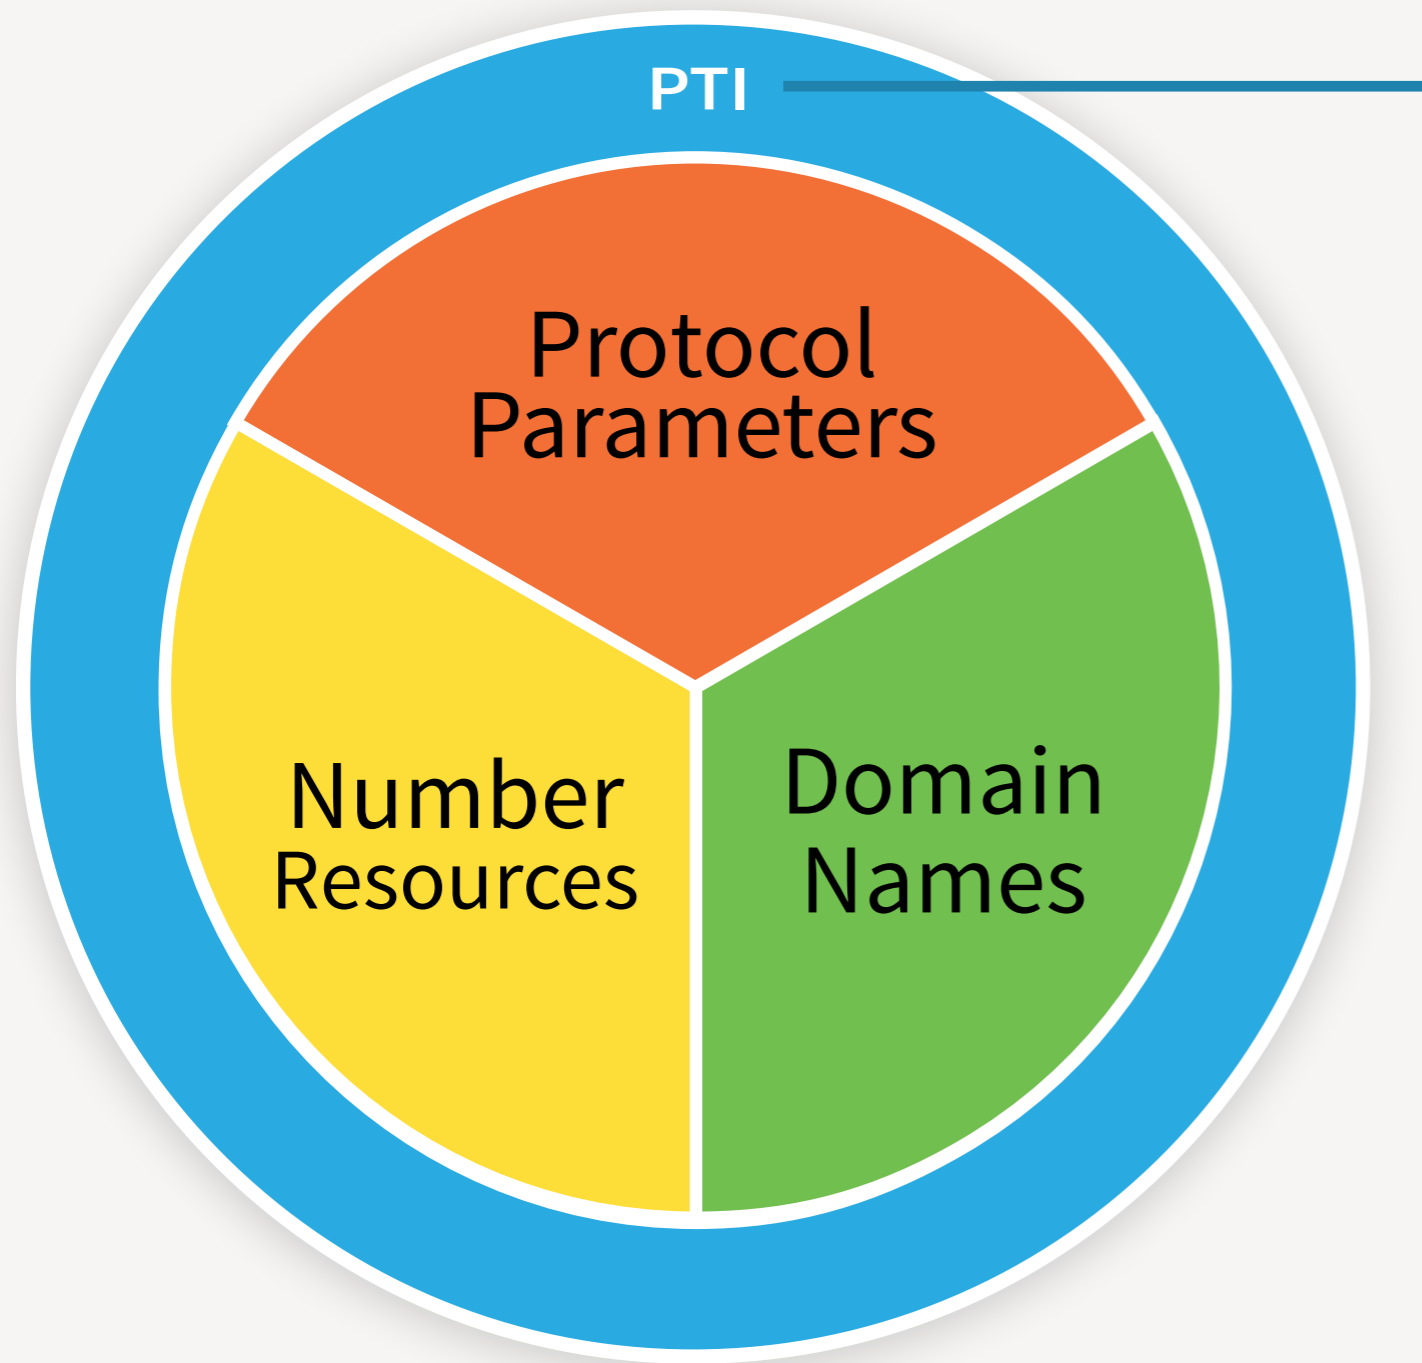 PTI
Protocol
Parameters
Number
Resources
Domain
Names